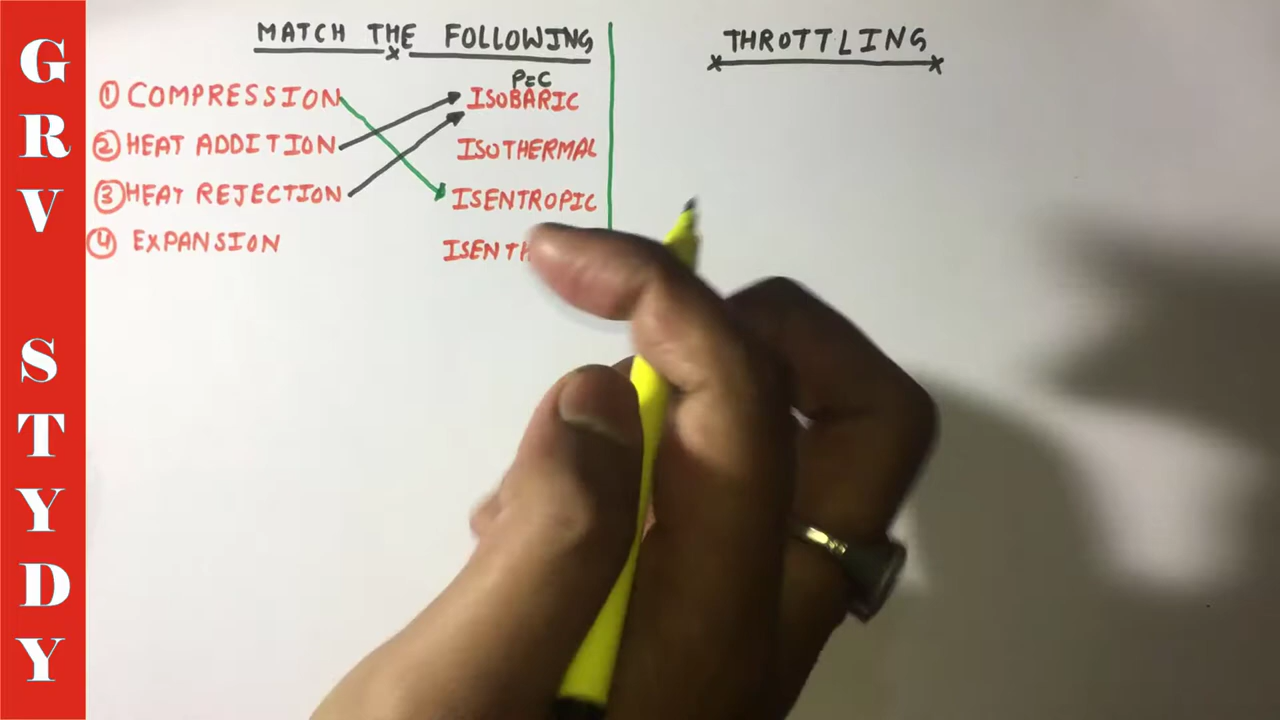 GRV STYDY
MATCH THE FOLLOWING
P=C
① COMPRESSION ISOBARIC
② HEAT ADDITION ISOTHERMAL
③ HEAT REJECTION ISENTROPIC
④ EXPANSION
THROTTLING